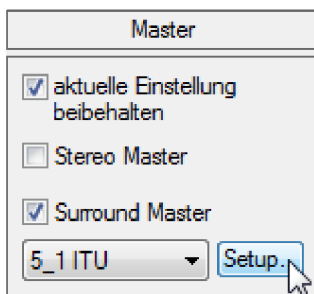 Master
aktuelle Einstellung
beibehalten
Stereo Master
Surround Master
5_1 ITU Setup...